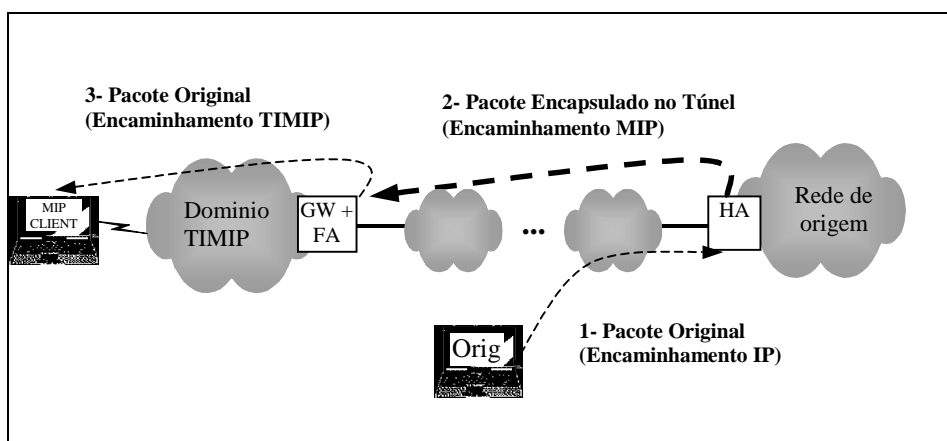 3- Pacote Original
(Encaminhamento TIMIP)
2- Pacote Encapsulado no Túnel
(Encaminhamento MIP)
MIP
CLIENT
Dominio
TIMIP
GW +
FA
...
HA
Rede de
origem
Orig
1- Pacote Original
(Encaminhamento IP)